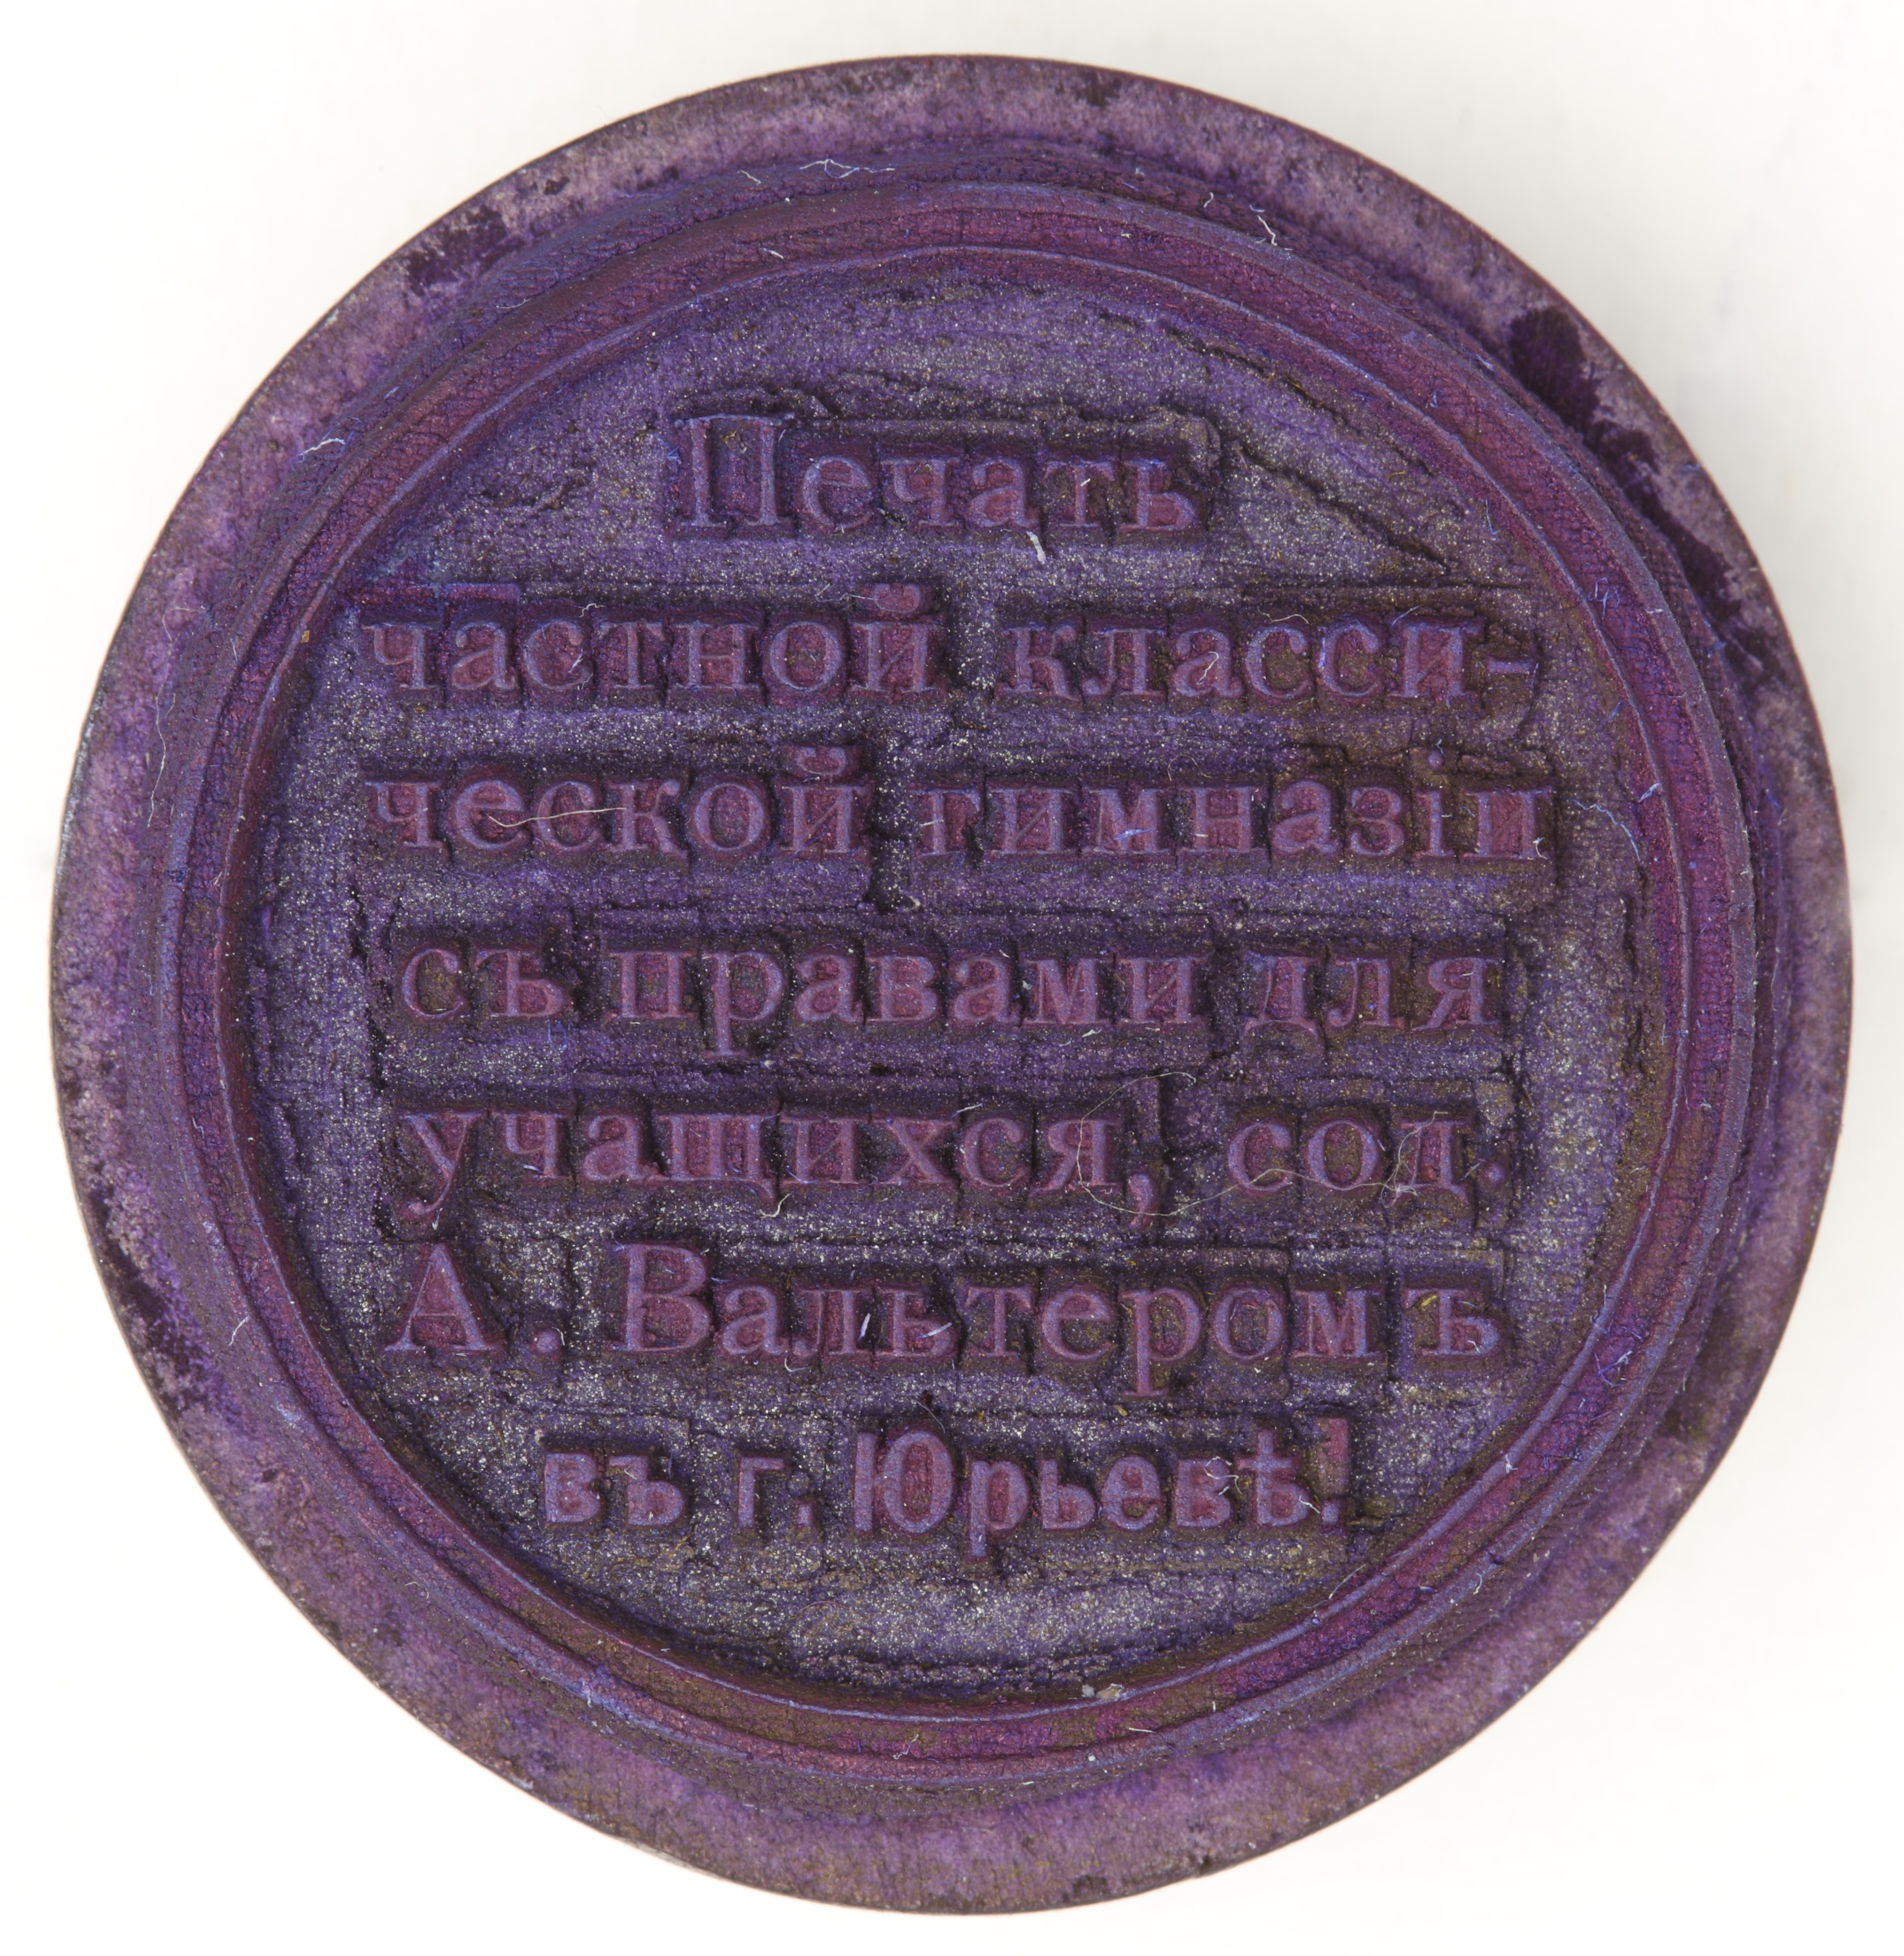 Печать
частной класси-
ческой гимназіи
съ правами для
учащихся, сод.
А. Вальтеромъ
въ г. Юрьевѣ.